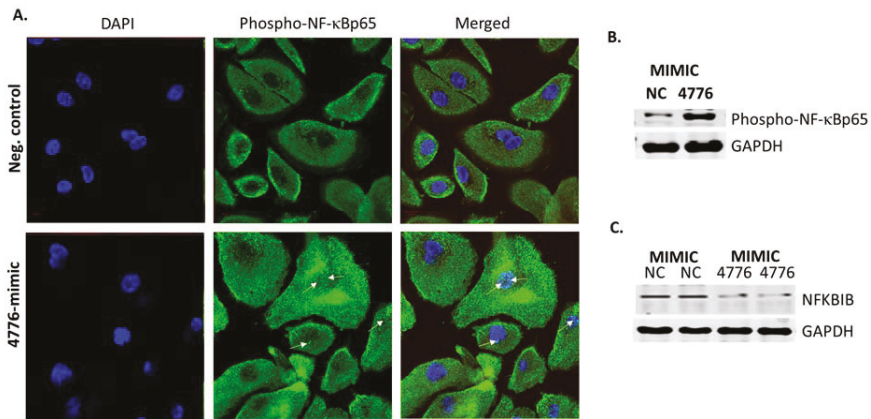 A.
DAPI
Phospho-NF-κBp65
Merged
Neg. control
4776-mimic
B.
MIMIC
NC 4776
Phospho-NF-κBp65
GAPDH
C.
MIMIC MIMIC
NC NC 4776 4776
NFKBIB
GAPDH